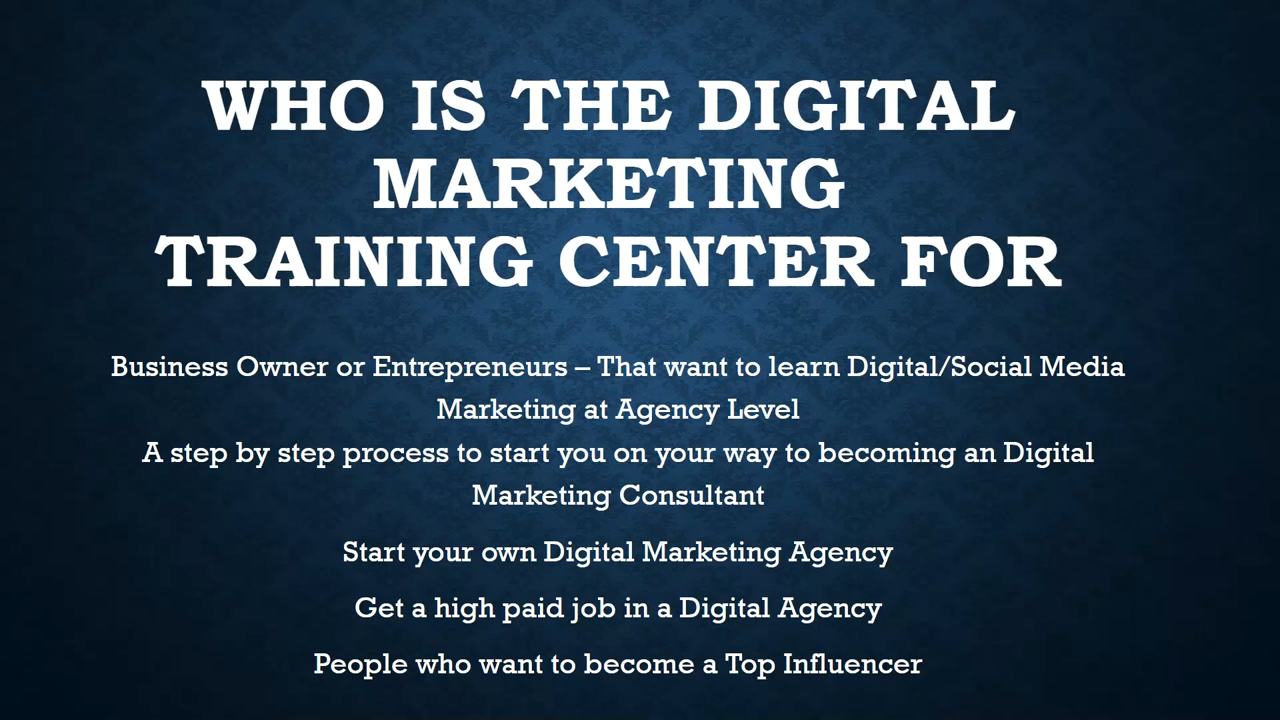 WHO IS THE DIGITAL
MARKETING
TRAINING CENTER FOR
Business Owner or Entrepreneurs – That want to learn Digital/Social Media
Marketing at Agency Level
A step by step process to start you on your way to becoming an Digital
Marketing Consultant
Start your own Digital Marketing Agency
Get a high paid job in a Digital Agency
People who want to become a Top Influencer